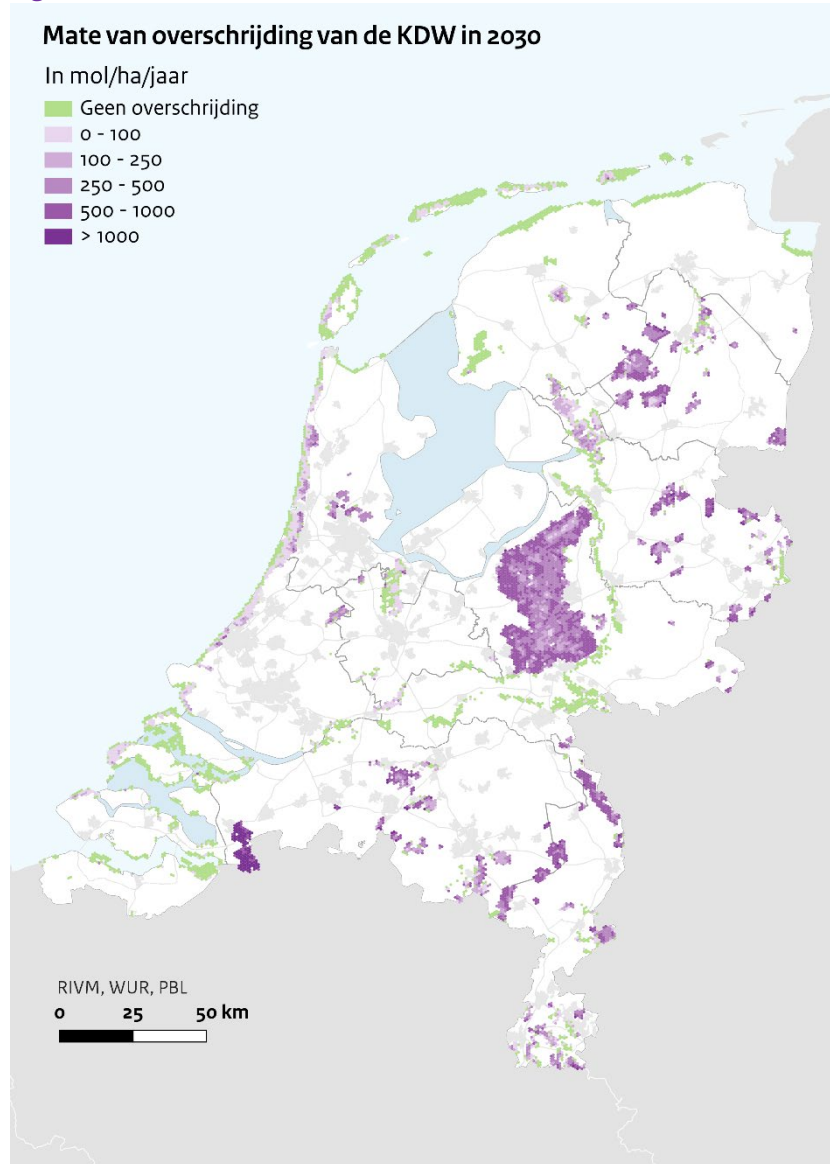 Mate van overschrijding van de KDW in 2030
In mol/ha/jaar
Geen overschrijding
0 - 100
100 - 250
250 - 500
500 - 1000
> 1000
RIVM, WUR, PBL
0 25 50 km